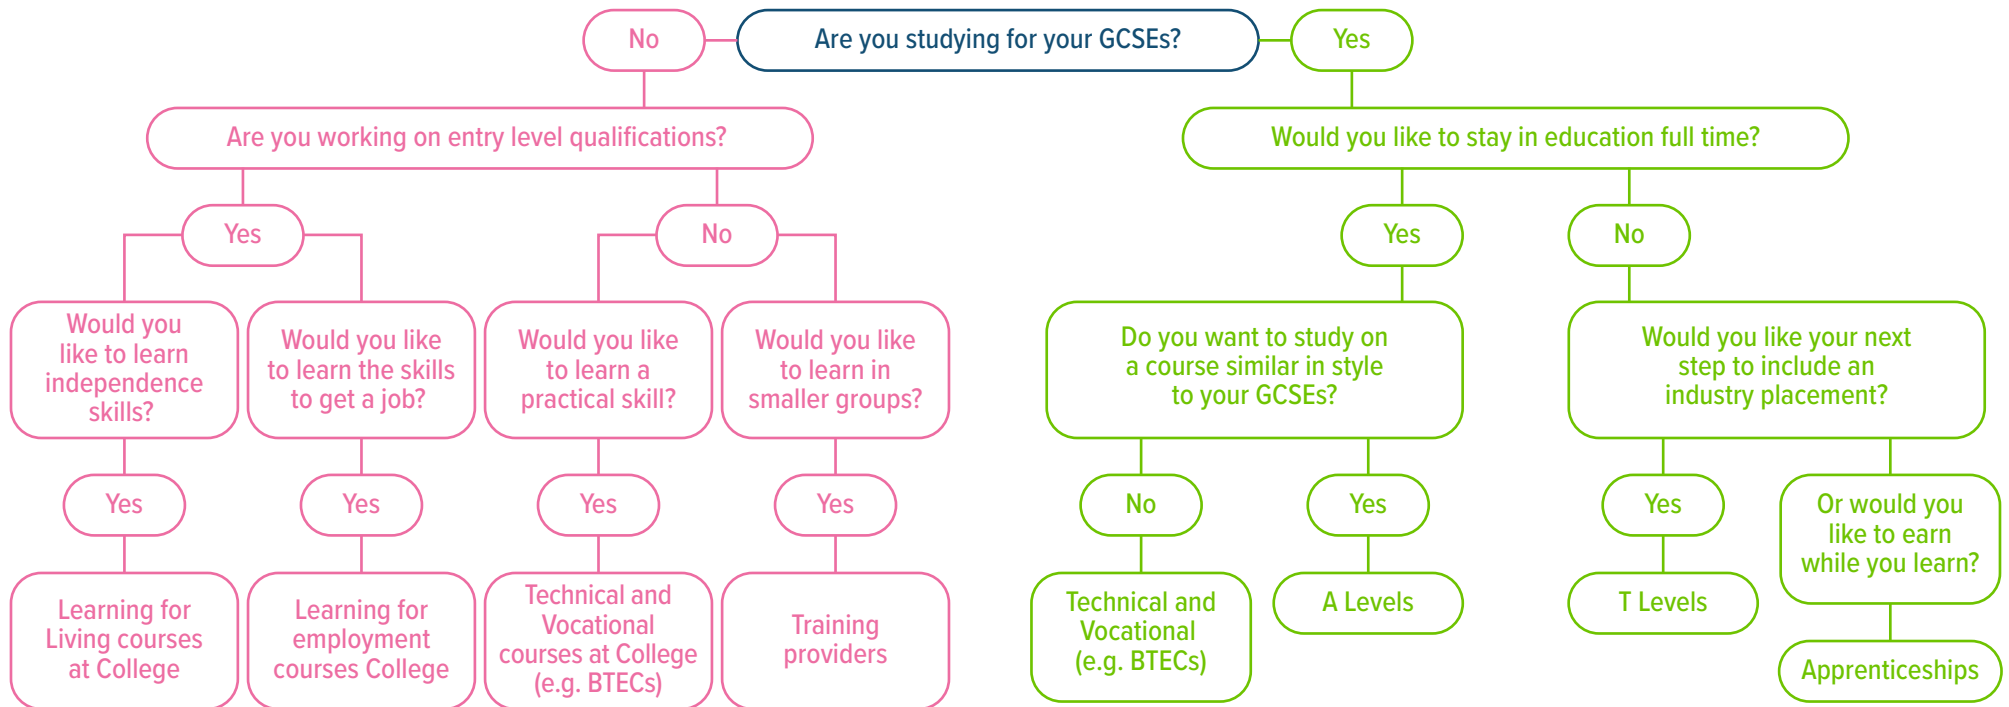 No
Are you studying for your GCSEs?
Yes
Are you working on entry level qualifications?
Would you like to stay in education full time?
Yes
No
Yes
No
Would you
like to learn
independence
skills?
Would you like
to learn the skills
to get a job?
Would you like
to learn a
practical skill?
Would you like
to learn in
smaller groups?
Do you want to study on
a course similar in style
to your GCSEs?
Would you like your next
step to include an
industry placement?
Yes
Yes
Yes
Yes
No
Yes
Yes
Or would you
like to earn
while you learn?
Learning for
Living courses
at College
Learning for
employment
courses College
Technical and
Vocational
courses at College
(e.g. BTECs)
Training
providers
Technical and
Vocational
(e.g. BTECs)
A Levels
T Levels
Apprenticeships